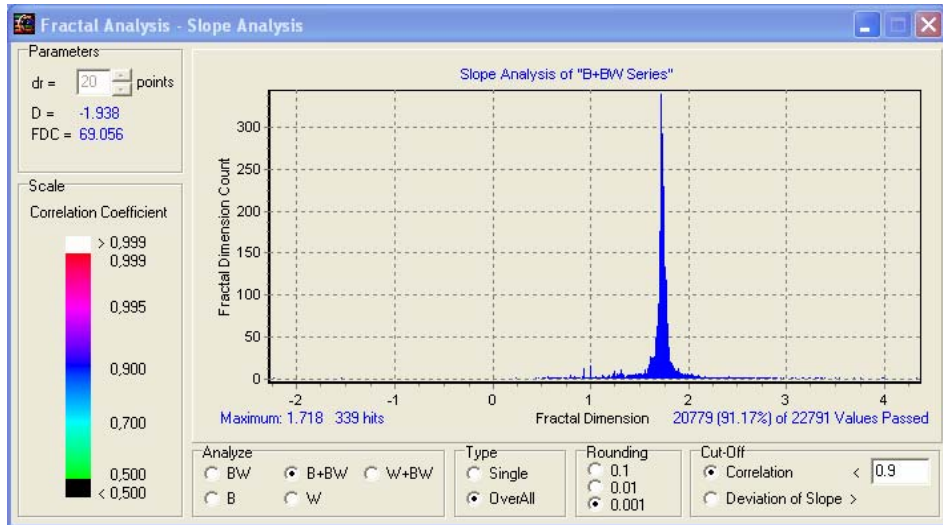 Fractal Analysis - Slope Analysis
Parameters
dr = 20 points
D = -1.938
FDC = 69.056
Scale
Correlation Coefficient
> 0,999
0,999
0,995
0,900
0,700
0,500
< 0,500
Slope Analysis of "B+BW Series"
Fractal Dimension Count
300
250
200
150
100
50
0
-2 -1 0 1 2 3 4
Maximum: 1.718 339 hits Fractal Dimension 20779 (91.17%) of 22791 Values Passed
Analyze
BW B+BW W+BW
B W
Type
Single
OverAll
Rounding
0.1
0.01
0.001
Cut-Off
Correlation < 0.9
Deviation of Slope >